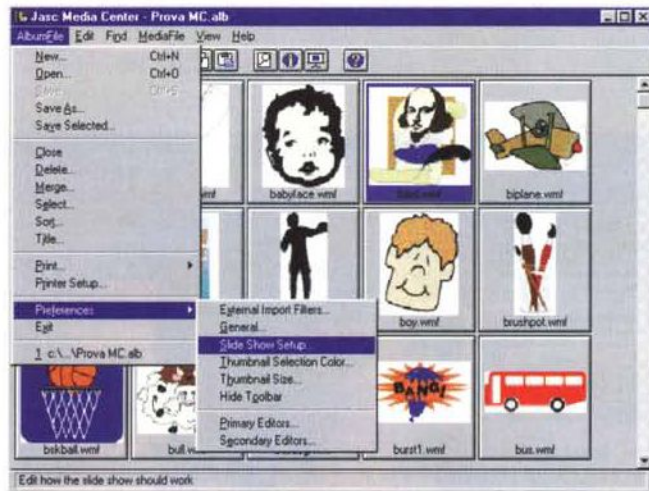 Jasc Media Center - Prova MC.alb
AlbumFile Edit Find MediaFile View Help
New... Ctrl+N
Open... Ctrl+O
Save Ctrl+S
Save As...
Save Selected...
Close
Delete...
Merge...
Select...
Sort...
Title...
Print...
Printer Setup...
Preferences
Exit
1 c:\...\Prova MC.alb
External Import Filters...
General...
Slide Show Setup...
Thumbnail Selection Color...
Thumbnail Size...
Hide Toolbar
Primary Editors...
Secondary Editors...
babyface.wmf
biplane.wmf
boy.wmf
brushpot.wmf
BANG!
bskball.wmf
bull.w
burst1.wmf
bus.wmf
Edit how the slide show should work